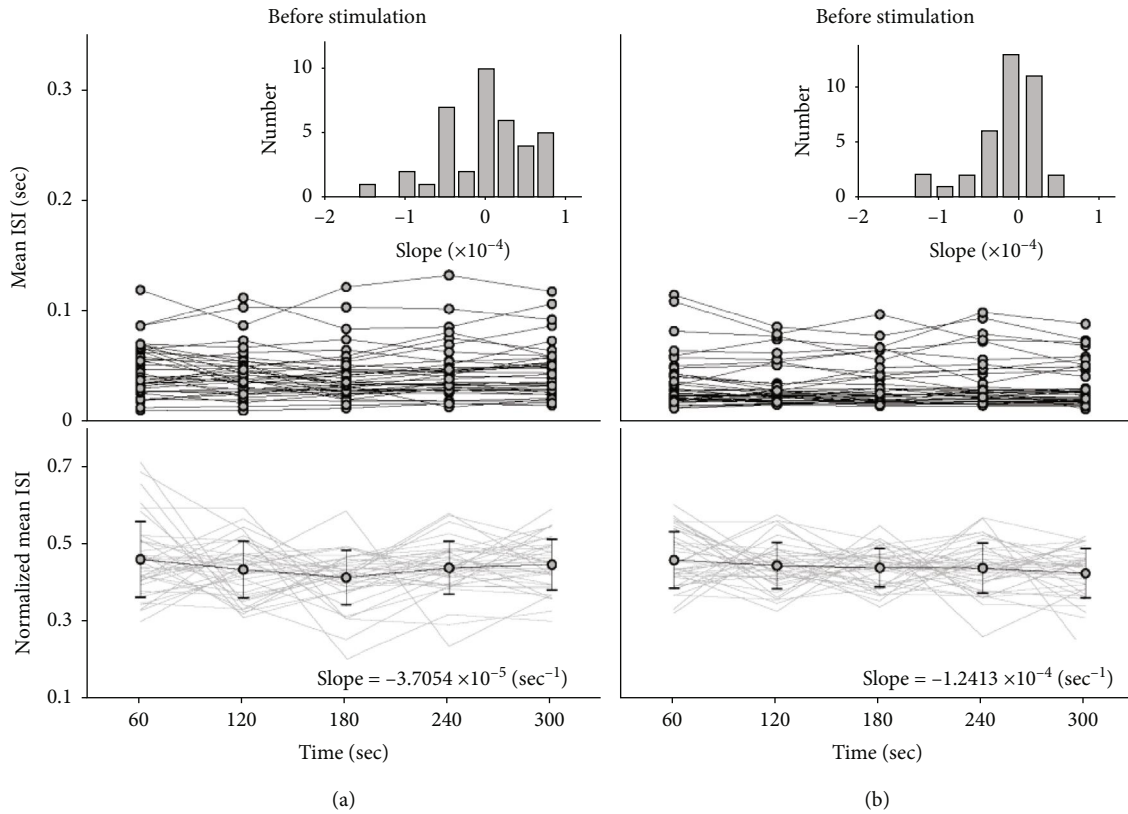 Before stimulation
Mean ISI (sec)
0.3
0.2
0.1
0
Number
10
5
0
−2
−1
0
1
Slope (×10⁻⁴)
Normalized mean ISI
0.7
0.5
0.3
0.1
Slope = −3.7054 ×10⁻⁵ (sec⁻¹)
60
120
180
240
300
Time (sec)
(a)
Before stimulation
Number
10
5
0
−2
−1
0
1
Slope (×10⁻⁴)
Slope = −1.2413 ×10⁻⁴ (sec⁻¹)
60
120
180
240
300
Time (sec)
(b)